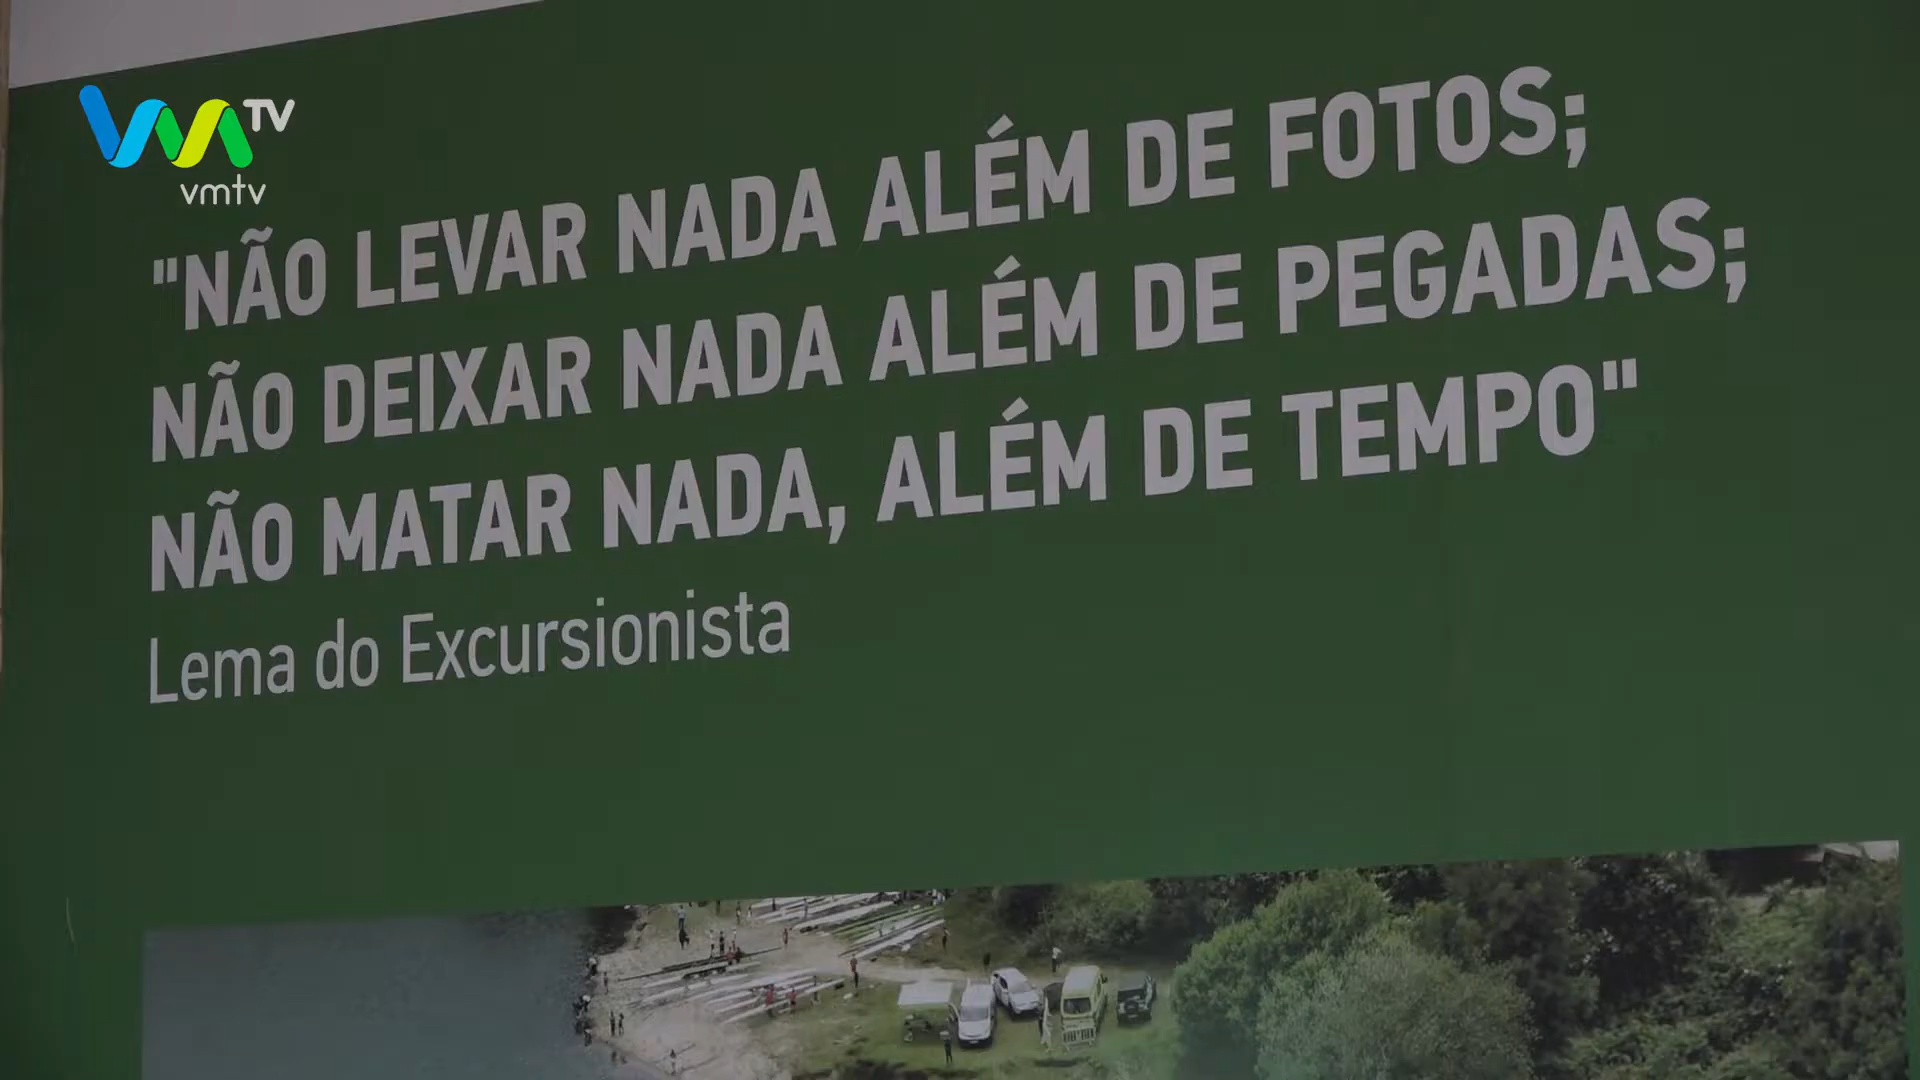 TV
vmtv
"NÃO LEVAR NADA ALÉM DE FOTOS;
NÃO DEIXAR NADA ALÉM DE PEGADAS;
NÃO MATAR NADA, ALÉM DE TEMPO"
Lema do Excursionista